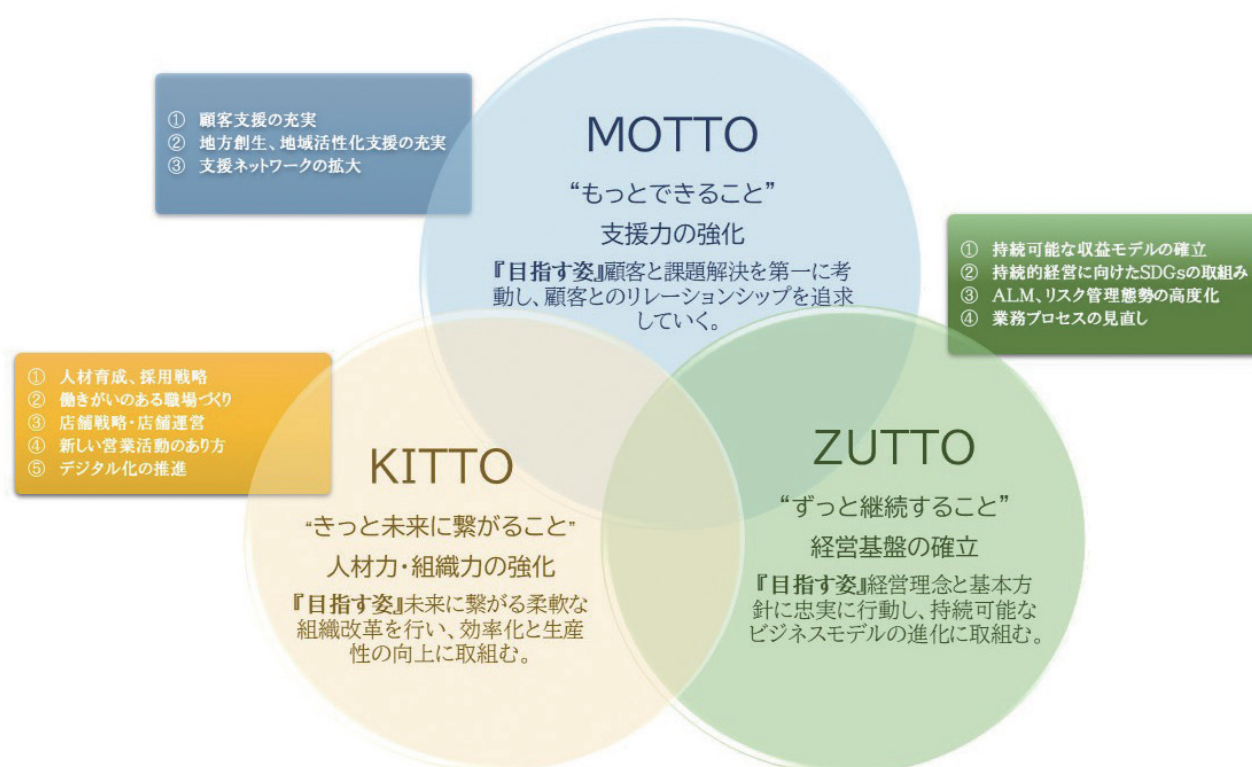 ① 顧客支援の充実
② 地方創生、地域活性化支援の充実
③ 支援ネットワークの拡大
MOTTO
“もっとできること”
支援力の強化
『目指す姿』顧客と課題解決を第一に考
動し、顧客とのリレーションシップを追求
していく。
① 持続可能な収益モデルの確立
② 持続的経営に向けたSDGsの取組み
③ ALM、リスク管理態勢の高度化
④ 業務プロセスの見直し
① 人材育成、採用戦略
② 働きがいのある職場づくり
③ 店舗戦略・店舗運営
④ 新しい営業活動のあり方
⑤ デジタル化の推進
KITTO
“きっと未来に繋がること”
人材力・組織力の強化
『目指す姿』未来に繋がる柔軟な
組織改革を行い、効率化と生産
性の向上に取組む。
ZUTTO
“ずっと継続すること”
経営基盤の確立
『目指す姿』経営理念と基本方
針に忠実に行動し、持続可能な
ビジネスモデルの進化に取組む。